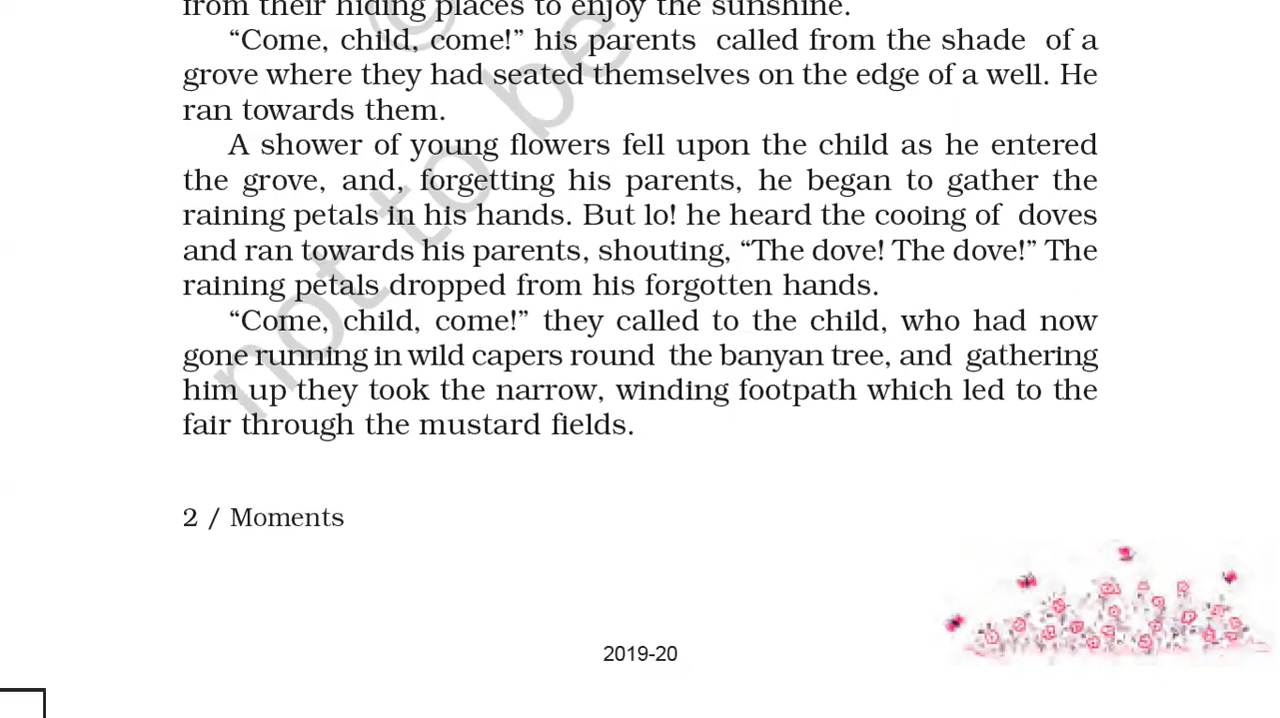 from their hiding places to enjoy the sunshine.
“Come, child, come!” his parents called from the shade of a
grove where they had seated themselves on the edge of a well. He
ran towards them.
A shower of young flowers fell upon the child as he entered
the grove, and, forgetting his parents, he began to gather the
raining petals in his hands. But lo! he heard the cooing of doves
and ran towards his parents, shouting, “The dove! The dove!” The
raining petals dropped from his forgotten hands.
“Come, child, come!” they called to the child, who had now
gone running in wild capers round the banyan tree, and gathering
him up they took the narrow, winding footpath which led to the
fair through the mustard fields.
2 / Moments
2019-20
©
not to be